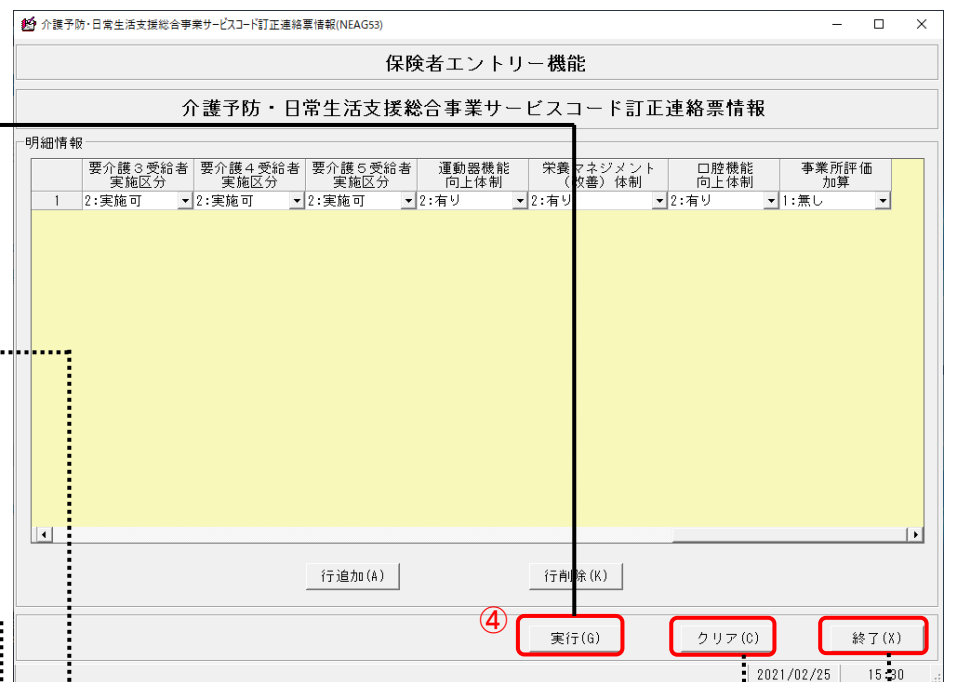 介護予防・日常生活支援総合事業サービスコード訂正連絡票情報(NEAG53)
保険者エントリー機能
介護予防・日常生活支援総合事業サービスコード訂正連絡票情報
明細情報
要介護3受給者 要介護4受給者 要介護5受給者 運動器機能 栄養マネジメント 口腔機能 事業所評価
実施区分 実施区分 実施区分 向上体制 (改善)体制 向上体制 加算
1 2:実施可 2:実施可 2:実施可 2:有り 2:有り 2:有り 1:無し
行追加(A) 行削除(K)
④ 実行(G) クリア(C) 終了(X)
2021/02/25 15:30